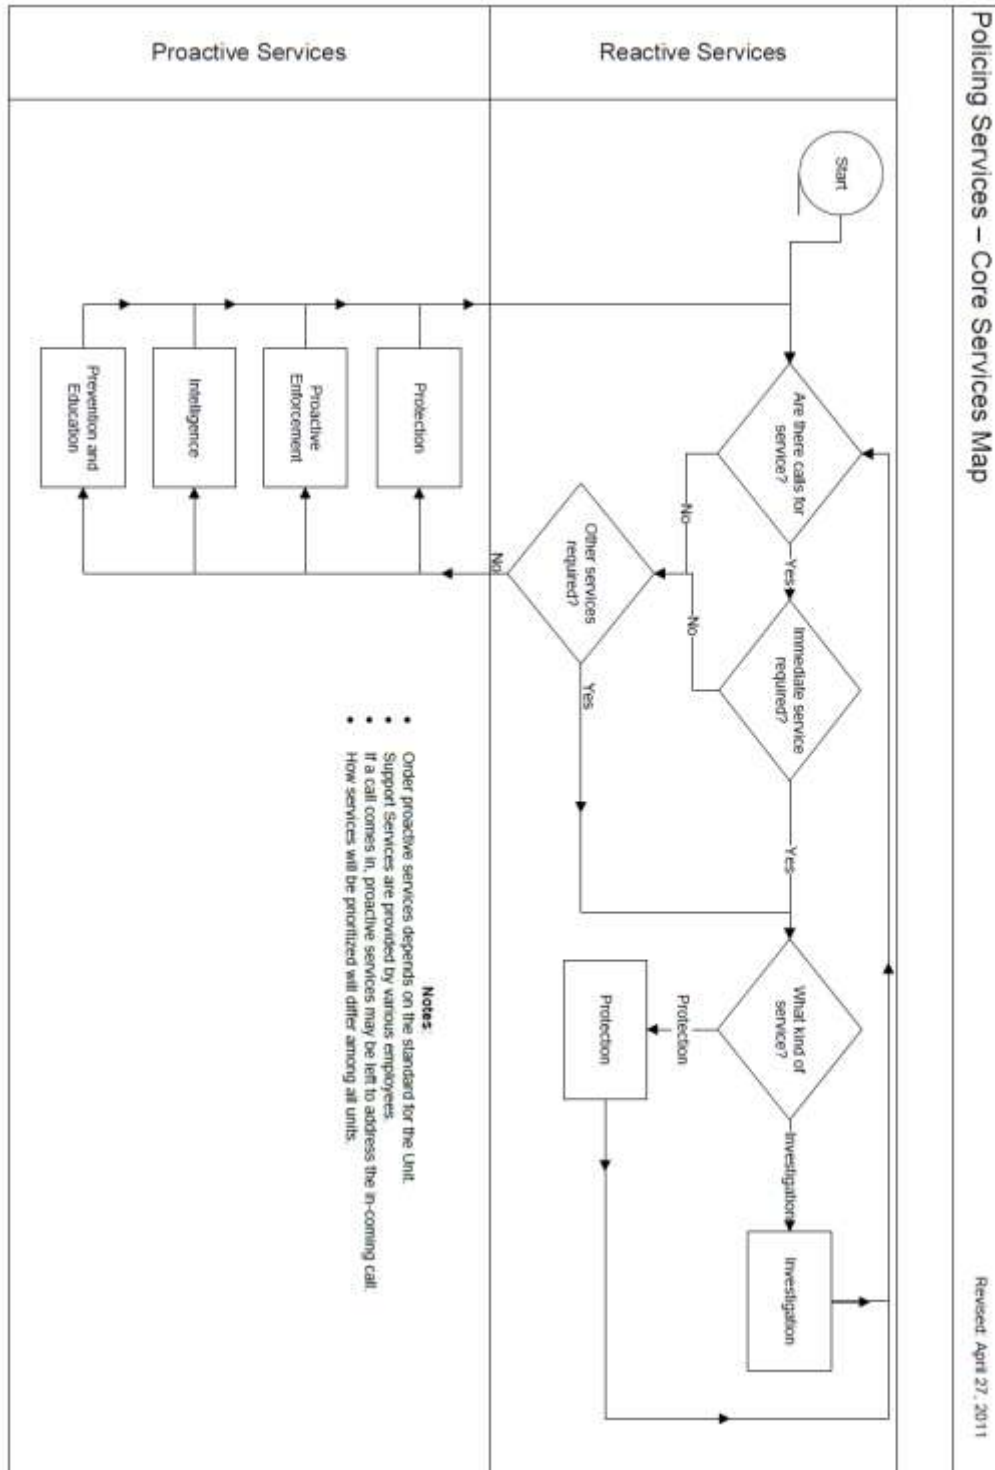 Policing Services – Core Services Map
Revised: April 27, 2011
Reactive Services
Start
Are there calls for
service?
Yes
No
Immediate service
required?
Yes
No
What kind of
service?
Investigation
Investigation
Protection
Protection
Other services
required?
Yes
No
Proactive Services
Protection
Proactive
Enforcement
Intelligence
Prevention and
Education
Notes
• Order proactive services depends on the standard for the Unit.
• Support Services are provided by various employees.
• If a call comes in, proactive services may be left to address the in-coming call.
• How services will be prioritized will differ among all units.